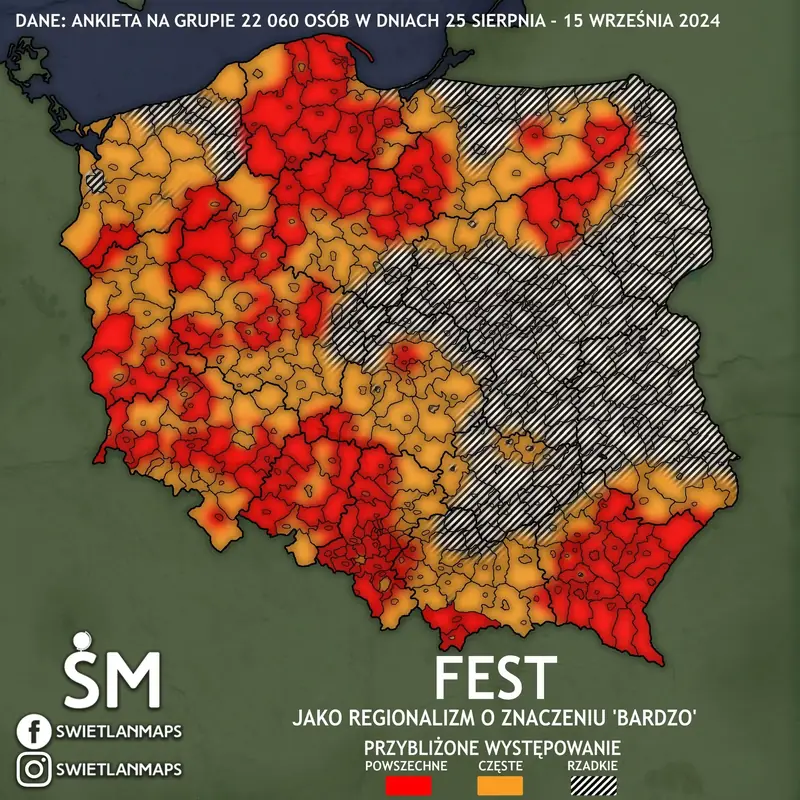 DANE: ANKIETA NA GRUPIE 22 060 OSÓB W DNIACH 25 SIERPNIA - 15 WRZEŚNIA 2024
ŚM
SWIETLANMAPS
SWIETLANMAPS
FEST
JAKO REGIONALIZM O ZNACZENIU 'BARDZO'
PRZYBLIŻONE WYSTĘPOWANIE
POWSZECHNE CZĘSTE RZADKIE